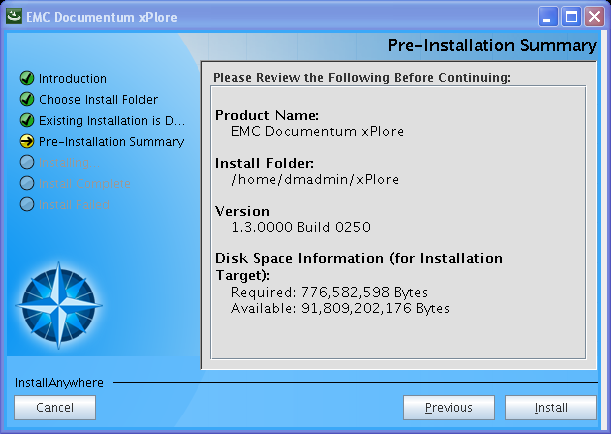 EMC Documentum xPlore
Pre-Installation Summary
Introduction
Choose Install Folder
Existing Installation is D...
Pre-Installation Summary
Installing...
Install Complete
Install Failed
Please Review the Following Before Continuing:
Product Name:
EMC Documentum xPlore
Install Folder:
/home/dmadmin/xPlore
Version
1.3.0000 Build 0250
Disk Space Information (for Installation
Target):
Required: 776,582,598 Bytes
Available: 91,809,202,176 Bytes
InstallAnywhere
Cancel
Previous
Install